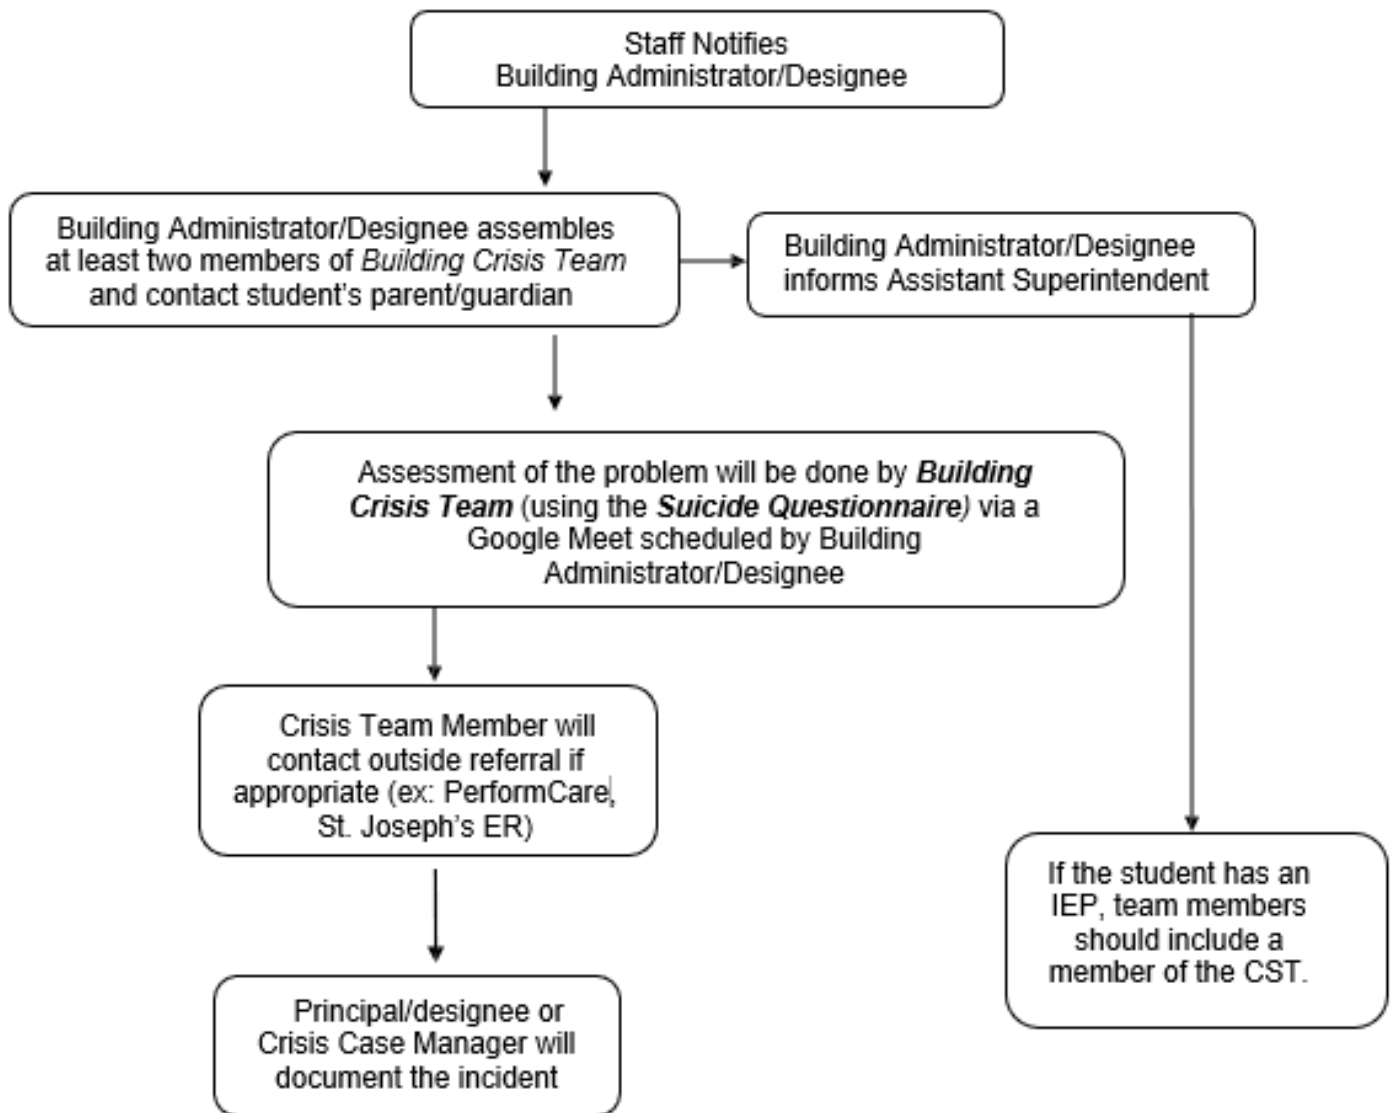 Staff Notifies
Building Administrator/Designee
Building Administrator/Designee assembles
at least two members of Building Crisis Team
and contact student's parent/guardian
Building Administrator/Designee
informs Assistant Superintendent
Assessment of the problem will be done by Building
Crisis Team (using the Suicide Questionnaire) via a
Google Meet scheduled by Building
Administrator/Designee
Crisis Team Member will
contact outside referral if
appropriate (ex: PerformCare,
St. Joseph's ER)
If the student has an
IEP, team members
should include a
member of the CST.
Principal/designee or
Crisis Case Manager will
document the incident